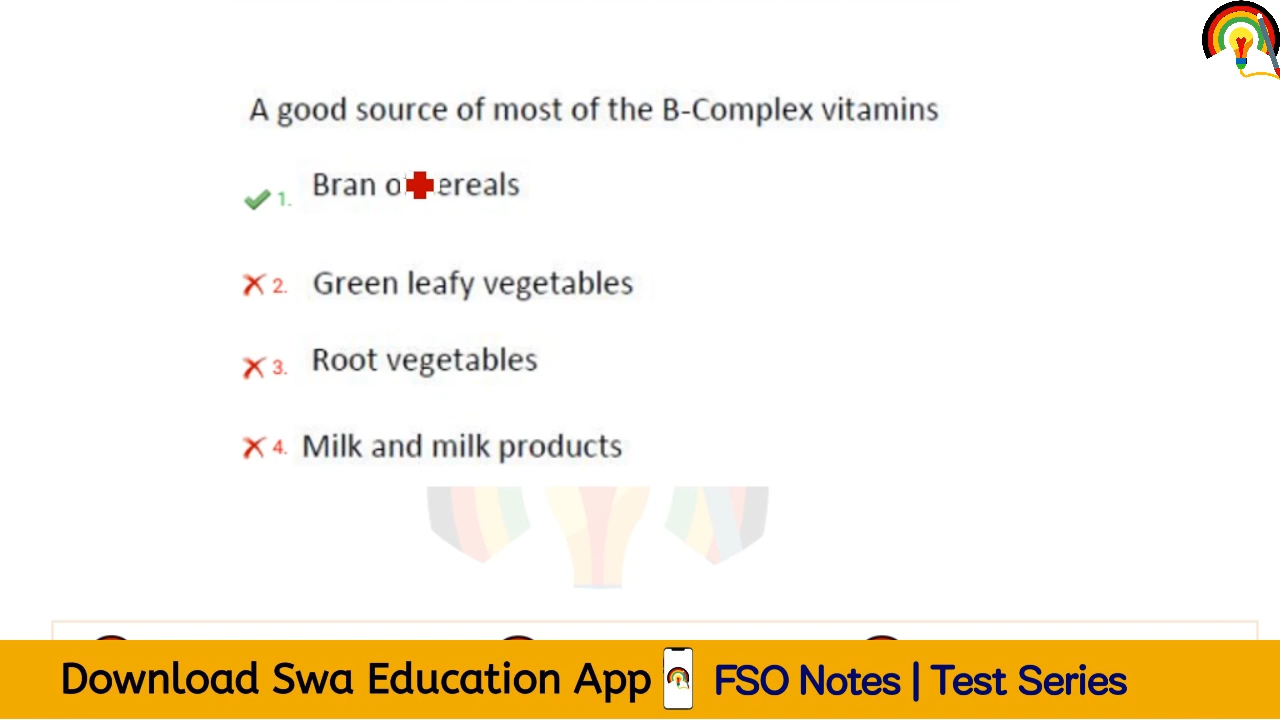 A good source of most of the B-Complex vitamins
1. Bran o ereals
2. Green leafy vegetables
3. Root vegetables
4. Milk and milk products
Download Swa Education App FSO Notes | Test Series